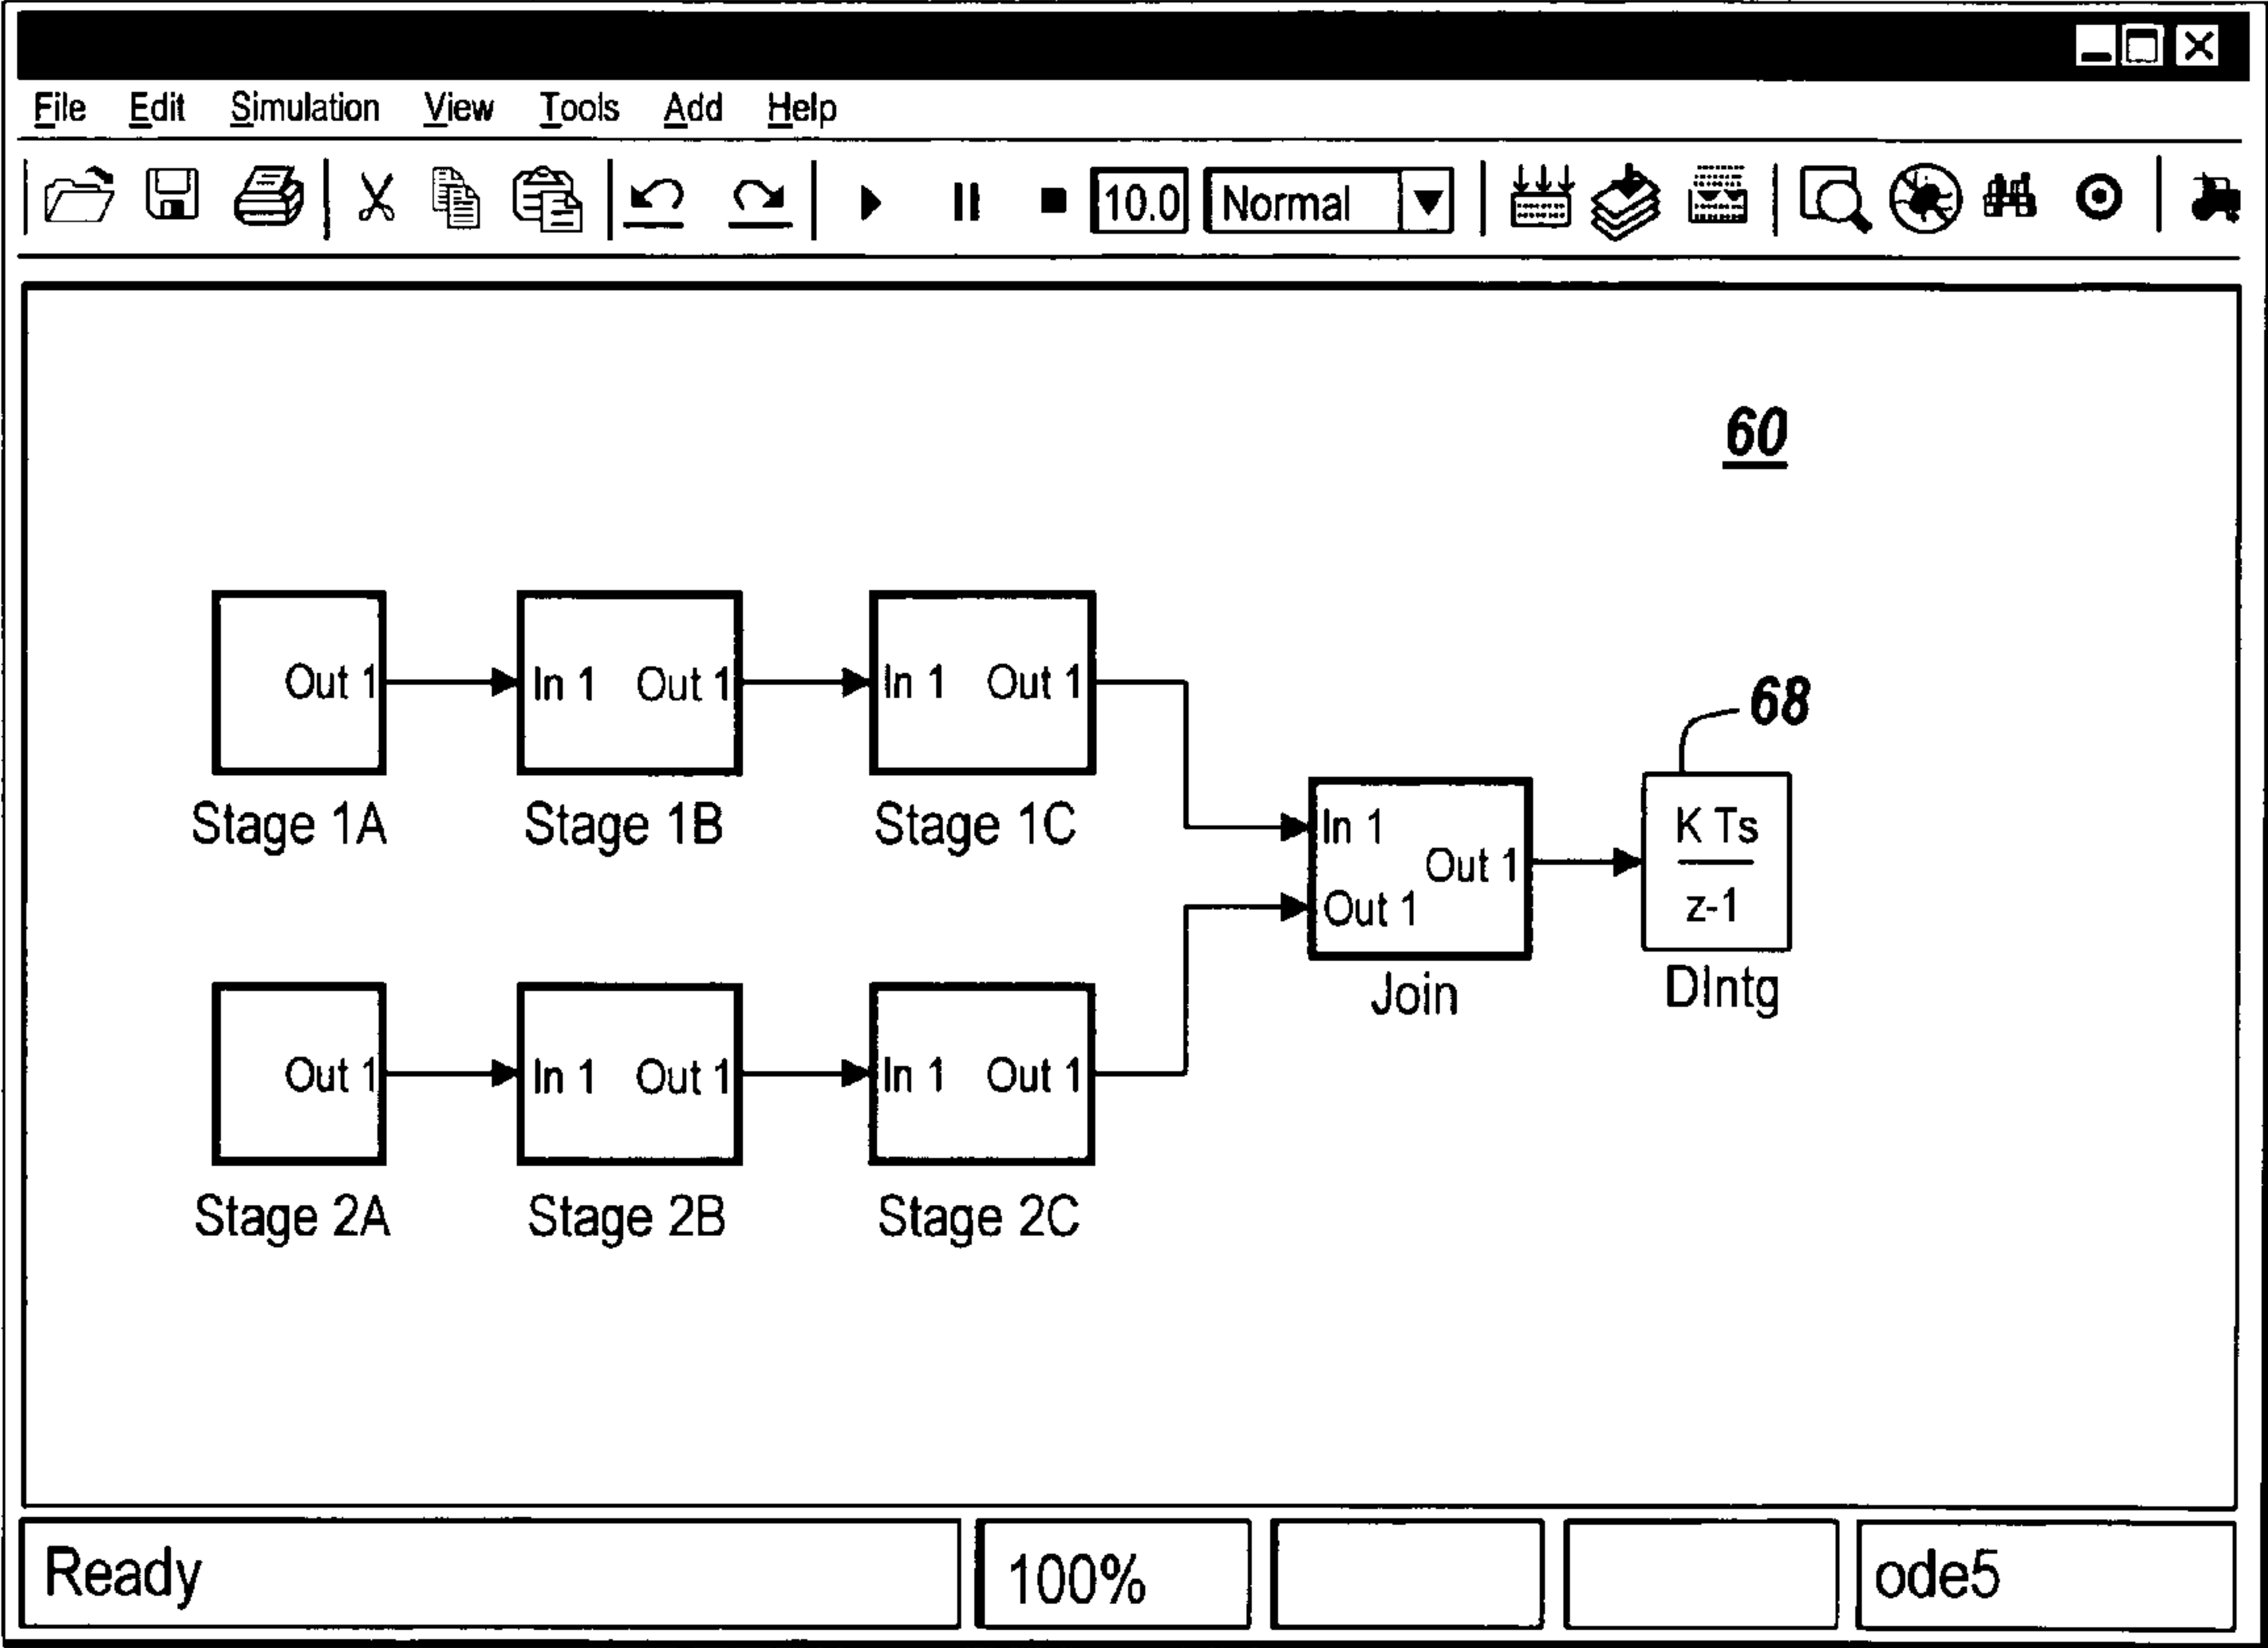 File Edit Simulation View Tools Add Help
10.0 Normal
60
Out 1 In 1 Out 1 In 1 Out 1
Stage 1A Stage 1B Stage 1C
68
In 1
Out 1
Out 1
Join
K Ts
z-1
DIntg
Out 1 In 1 Out 1 In 1 Out 1
Stage 2A Stage 2B Stage 2C
Ready 100% ode5